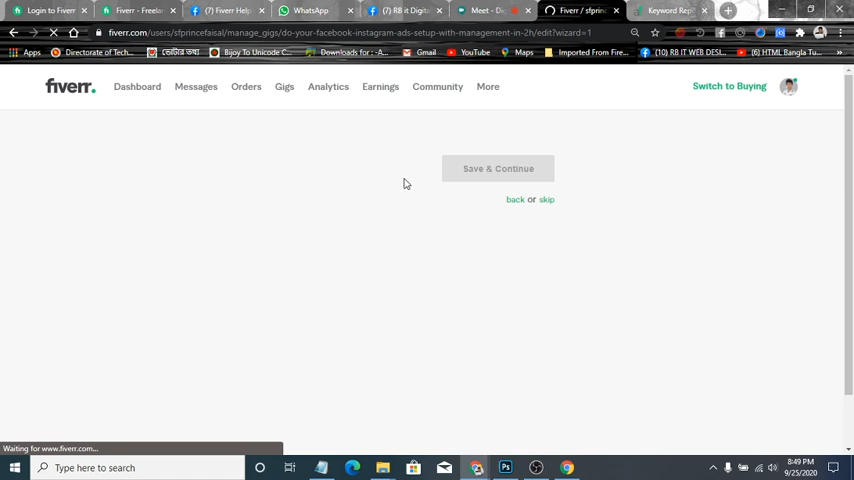 Login to Fiverr
Fiverr - Freelan
(7) Fiverr Help
WhatsApp
(7) RB it Digital
Meet - Di
Fiverr / sfprinc
Keyword Rep
fiverr.com/users/sfprincefaisal/manage_gigs/do-your-facebook-instagram-ads-setup-with-management-in-2h/edit?wizard=1
Apps
Directorate of Tech...
ভোটার তথ্য
Bijoy To Unicode C...
Downloads for : -A...
Gmail
YouTube
Maps
Imported From Fire...
(10) RB IT WEB DESI...
(6) HTML Bangla Tu...
fiverr.
Dashboard
Messages
Orders
Gigs
Analytics
Earnings
Community
More
Switch to Buying
Save & Continue
back or skip
Waiting for www.fiverr.com...
Type here to search
8:49 PM
9/25/2020